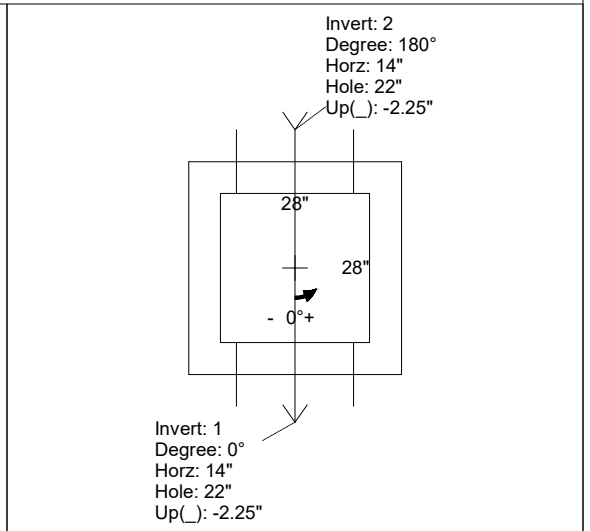 Invert: 2
Degree: 180°
Horz: 14"
Hole: 22"
Up(_): -2.25"
28"
28"
- 0°+
Invert: 1
Degree: 0°
Horz: 14"
Hole: 22"
Up(_): -2.25"